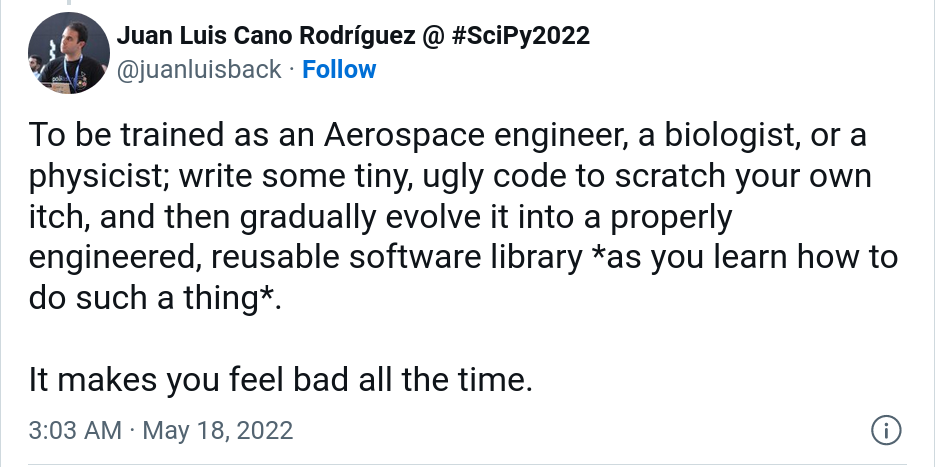 Juan Luis Cano Rodríguez @ #SciPy2022
@juanluisback · Follow
To be trained as an Aerospace engineer, a biologist, or a
physicist; write some tiny, ugly code to scratch your own
itch, and then gradually evolve it into a properly
engineered, reusable software library *as you learn how to
do such a thing*.
It makes you feel bad all the time.
3:03 AM · May 18, 2022